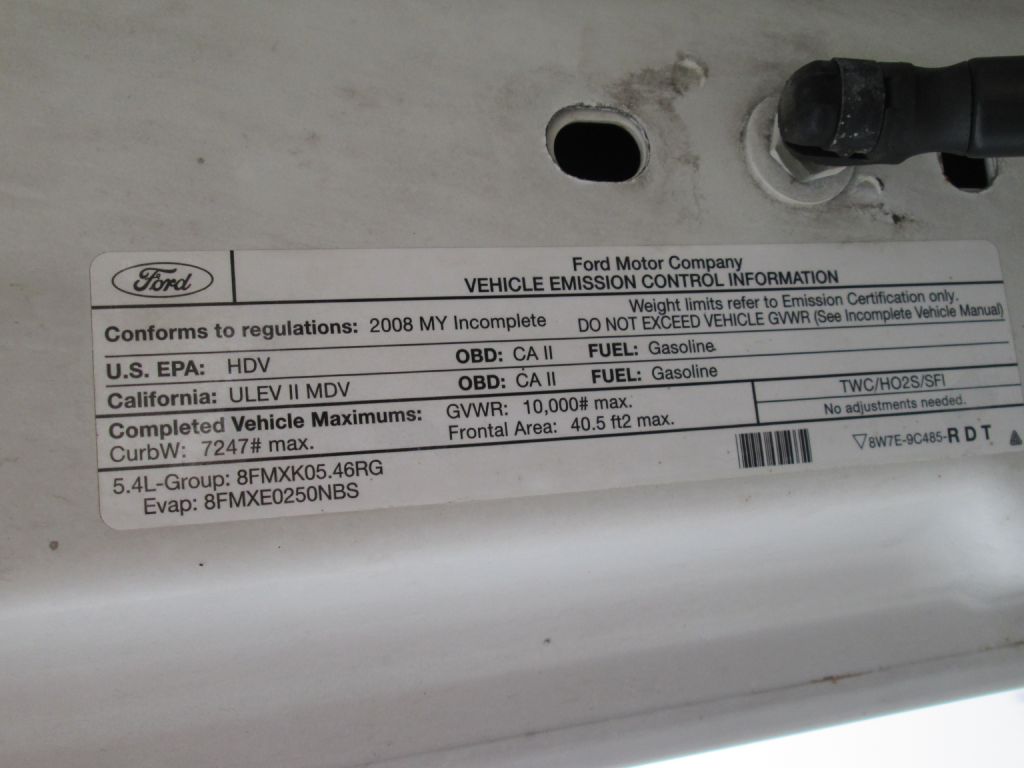 Ford
Ford Motor Company
VEHICLE EMISSION CONTROL INFORMATION
Conforms to regulations: 2008 MY Incomplete
Weight limits refer to Emission Certification only.
DO NOT EXCEED VEHICLE GVWR (See Incomplete Vehicle Manual)
U.S. EPA: HDV OBD: CA II FUEL: Gasoline
California: ULEV II MDV OBD: CA II FUEL: Gasoline
Completed Vehicle Maximums: GVWR: 10,000# max.
CurbW: 7247# max. Frontal Area: 40.5 ft2 max.
TWC/HO2S/SFI
No adjustments needed.
5.4L-Group: 8FMXK05.46RG
Evap: 8FMXE0250NBS
▽8W7E-9C485-R D T